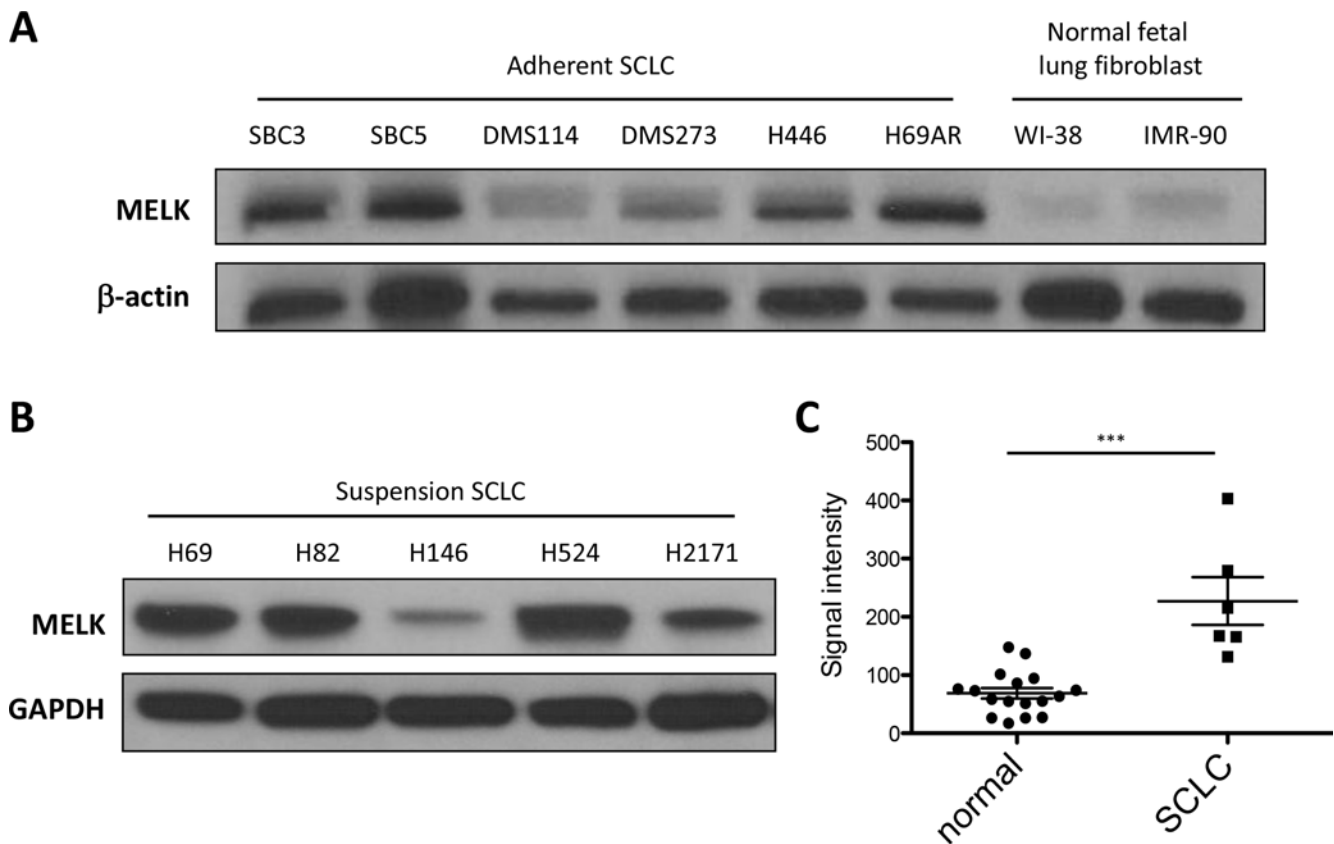 A
Adherent SCLC
Normal fetal
lung fibroblast
SBC3 SBC5 DMS114 DMS273 H446 H69AR WI-38 IMR-90
MELK
β-actin
B
Suspension SCLC
H69 H82 H146 H524 H2171
MELK
GAPDH
C
***
Signal intensity
500
400
300
200
100
0
normal
SCLC